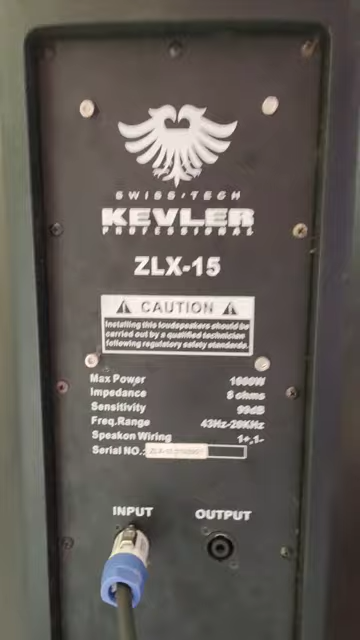 SWISS-TECH
KEVLER
PROFESSIONAL
ZLX-15
CAUTION
Installing this loudspeakers should be
carried out by a qualified technician
following regulatory safety standards.
Max Power 1600W
Impedance 8 ohms
Sensitivity 99dB
Freq.Range 43Hz-20KHz
Speakon Wiring 1+,1-
Serial NO.:
INPUT OUTPUT